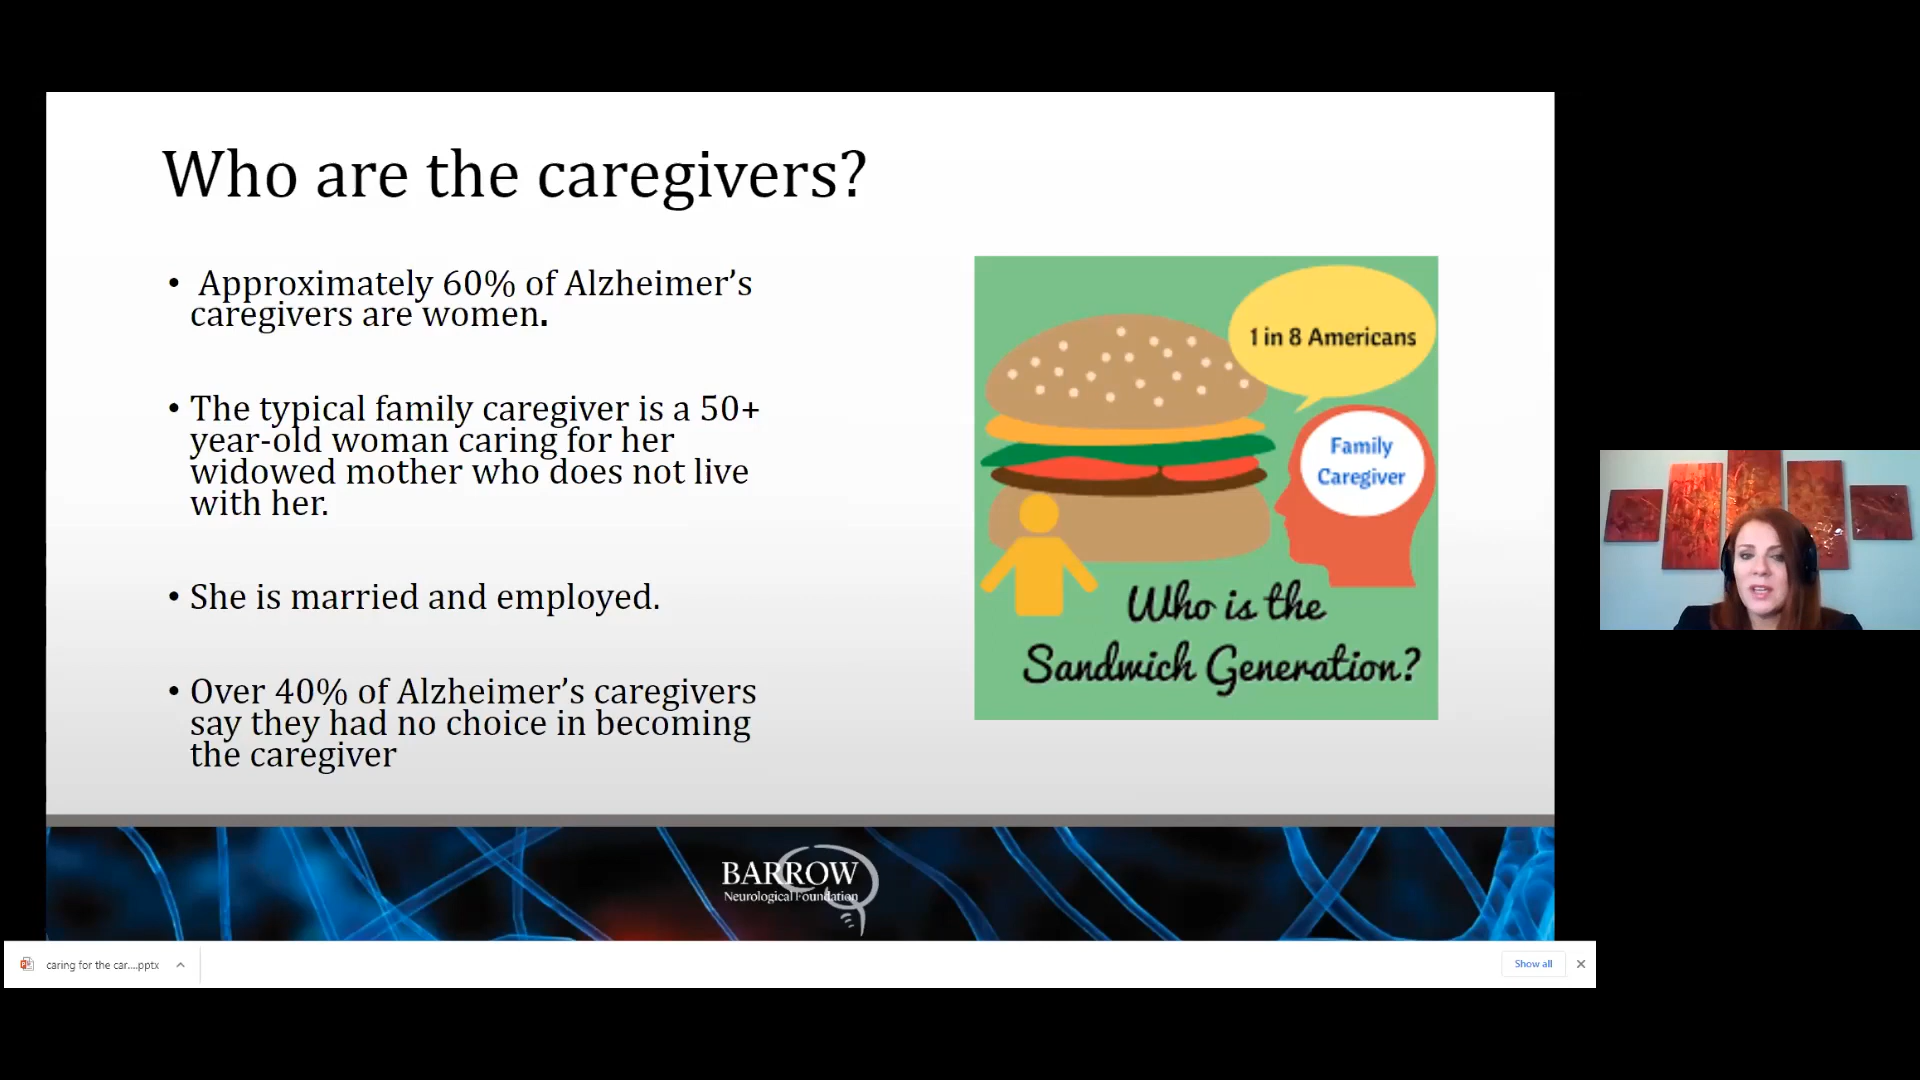 Who are the caregivers?
• Approximately 60% of Alzheimer’s
caregivers are women.
• The typical family caregiver is a 50+
year-old woman caring for her
widowed mother who does not live
with her.
• She is married and employed.
• Over 40% of Alzheimer’s caregivers
say they had no choice in becoming
the caregiver
1 in 8 Americans
Family
Caregiver
Who is the
Sandwich Generation?
BARROW
Neurological Foundation
caring for the car....pptx
Show all